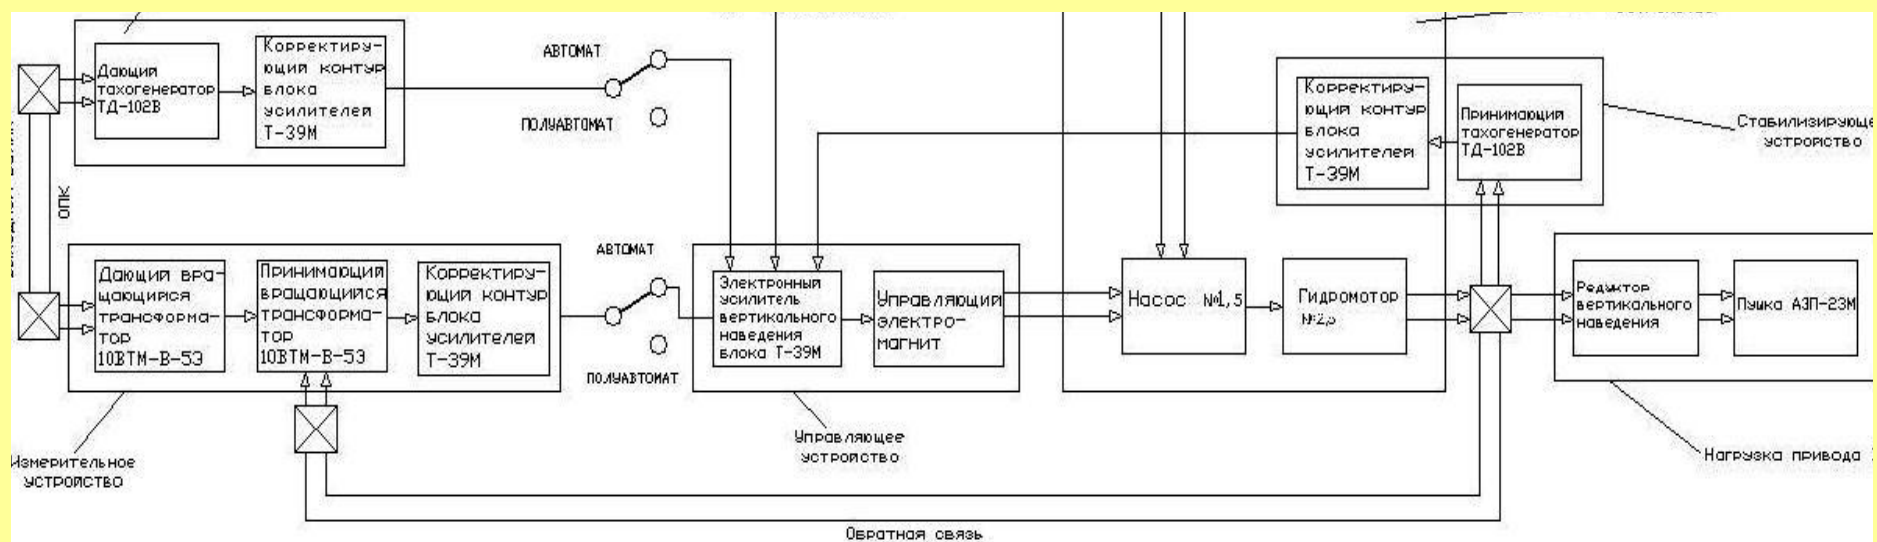 Дающий
тахогенератор
ТД-102В
Корректиру-
ющий контур
блока
усилителей
Т-39М
АВТОМАТ
ПОЛУАВТОМАТ
Корректиру-
ющий контур
блока
усилителей
Т-39М
Принимающий
тахогенератор
ТД-102В
Стабилизирующе
устройство
ОПК
Дающий вра-
щающийся
трансформа-
тор
10ВТМ-В-5Э
Принимающий
вращающийся
трансформа-
тор
10ВТМ-В-5Э
Корректиру-
ющий контур
блока
усилителей
Т-39М
АВТОМАТ
ПОЛУАВТОМАТ
Электронный
усилитель
вертикального
наведения
блока Т-39М
Управляющий
электро-
магнит
Насос №1,5
Гидромотор
№2,5
Редуктор
вертикального
наведения
Пушка АЗП-23М
Измерительное
устройство
Управляющее
устройство
Нагрузка привода
Обратная связь